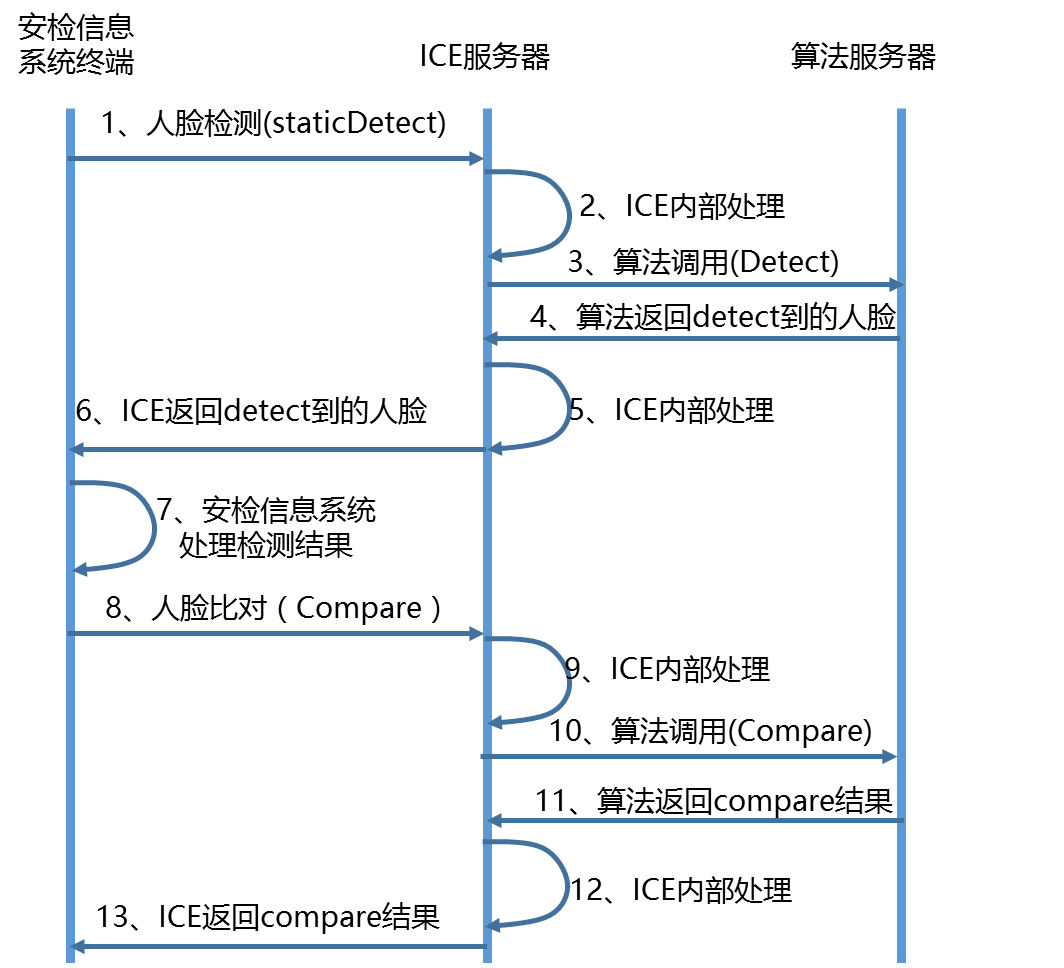 安检信息
系统终端
ICE服务器
算法服务器
1、人脸检测(staticDetect)
2、ICE内部处理
3、算法调用(Detect)
4、算法返回detect到的人脸
5、ICE内部处理
6、ICE返回detect到的人脸
7、安检信息系统
处理检测结果
8、人脸比对（Compare）
9、ICE内部处理
10、算法调用(Compare)
11、算法返回compare结果
12、ICE内部处理
13、ICE返回compare结果